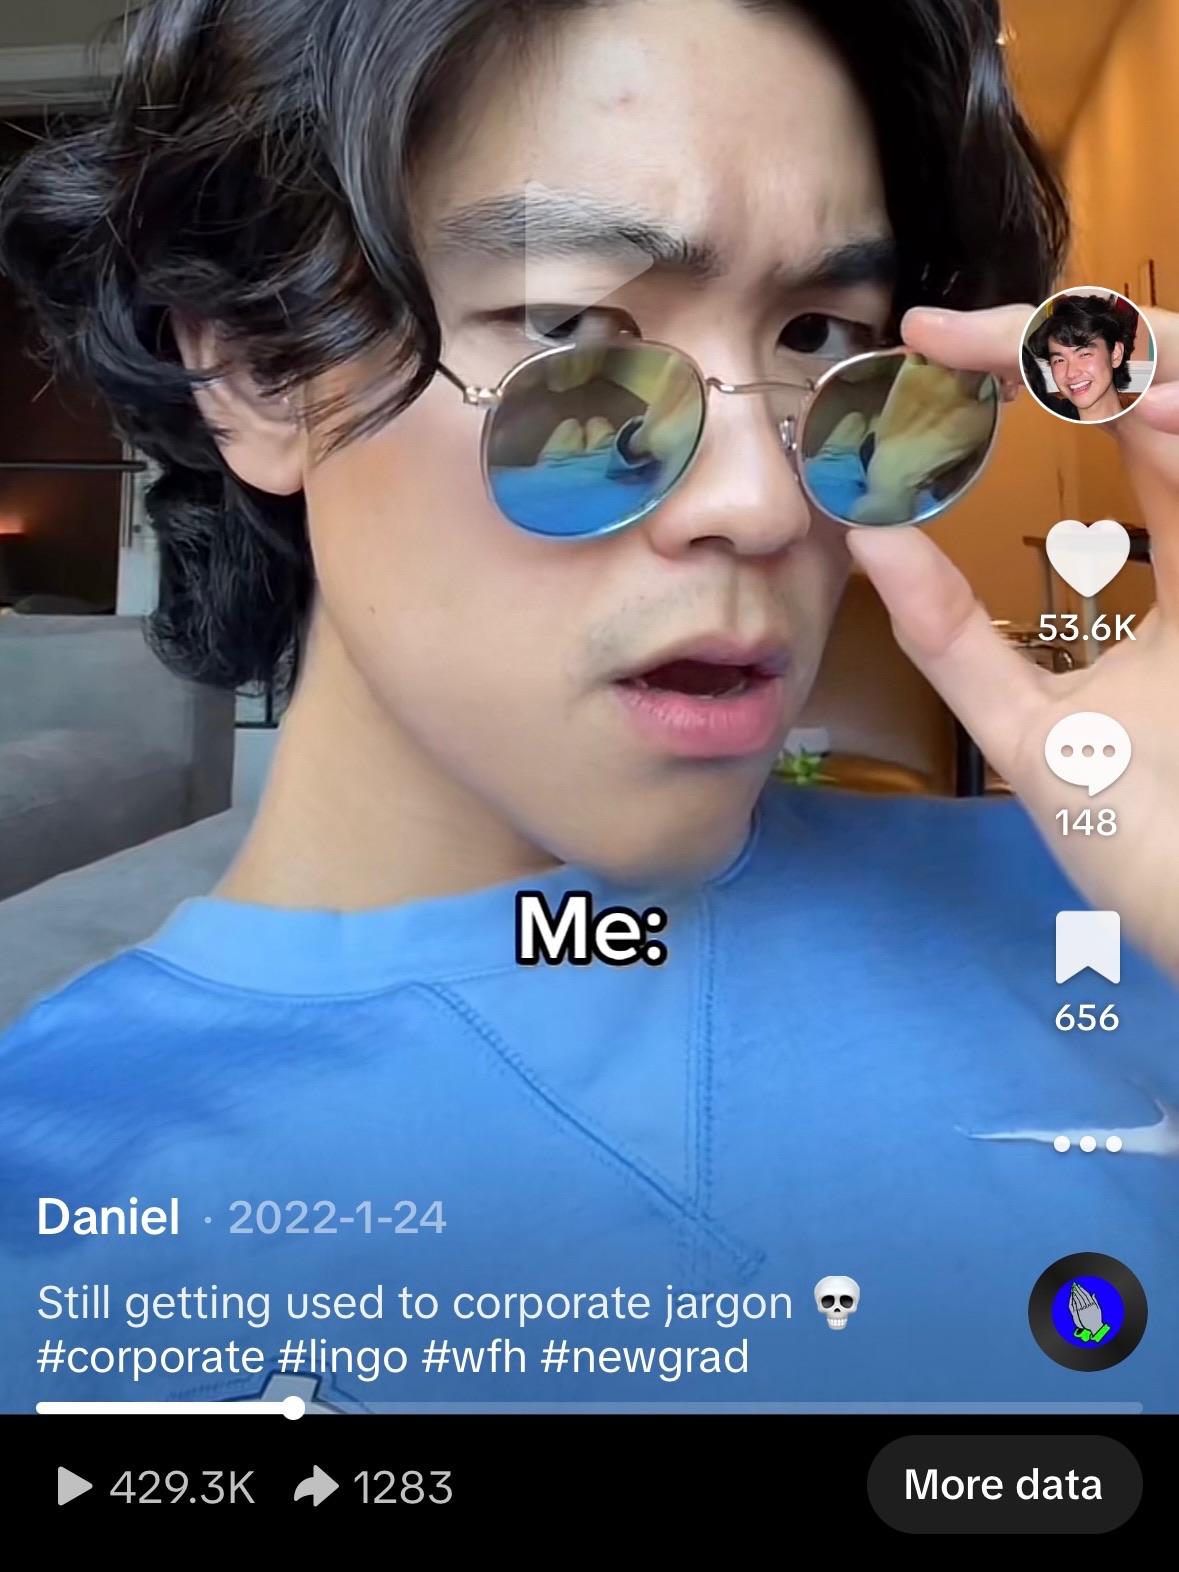 53.6K
148
Me:
656
Daniel · 2022-1-24
Still getting used to corporate jargon 💀
#corporate #lingo #wfh #newgrad
429.3K 1283
More data